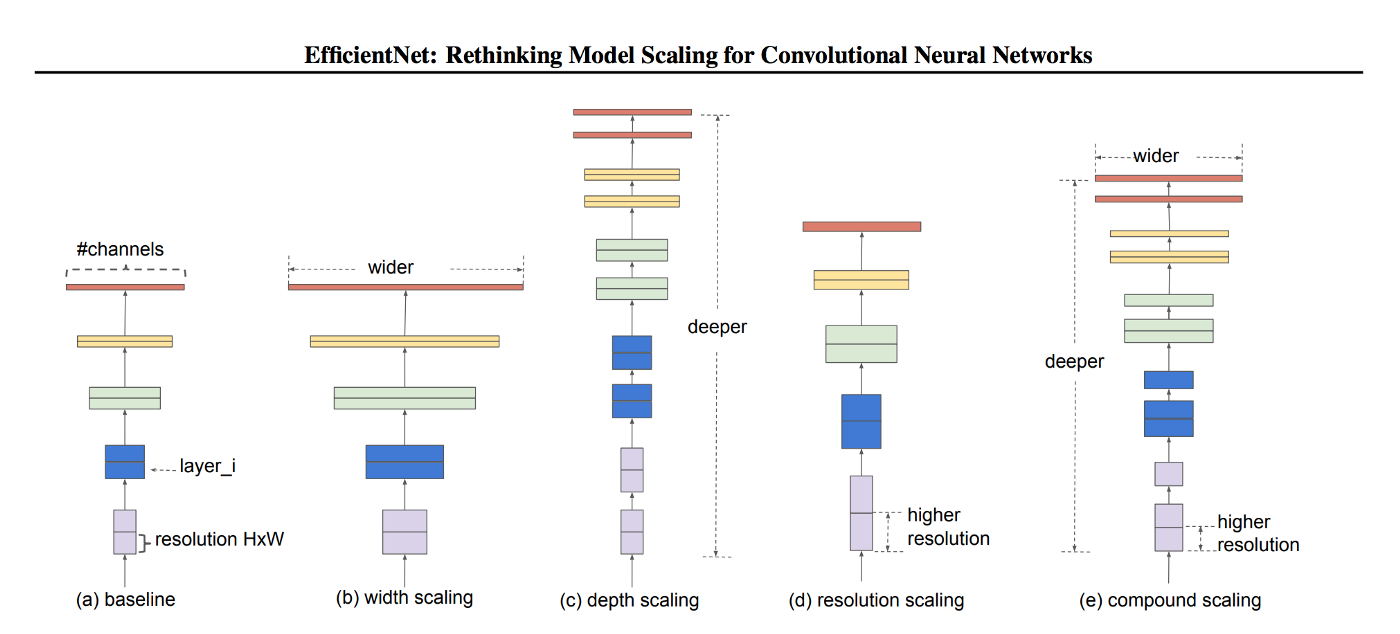 EfficientNet: Rethinking Model Scaling for Convolutional Neural Networks
#channels
layer_i
resolution HxW
(a) baseline
wider
(b) width scaling
deeper
(c) depth scaling
higher
resolution
(d) resolution scaling
wider
deeper
higher
resolution
(e) compound scaling